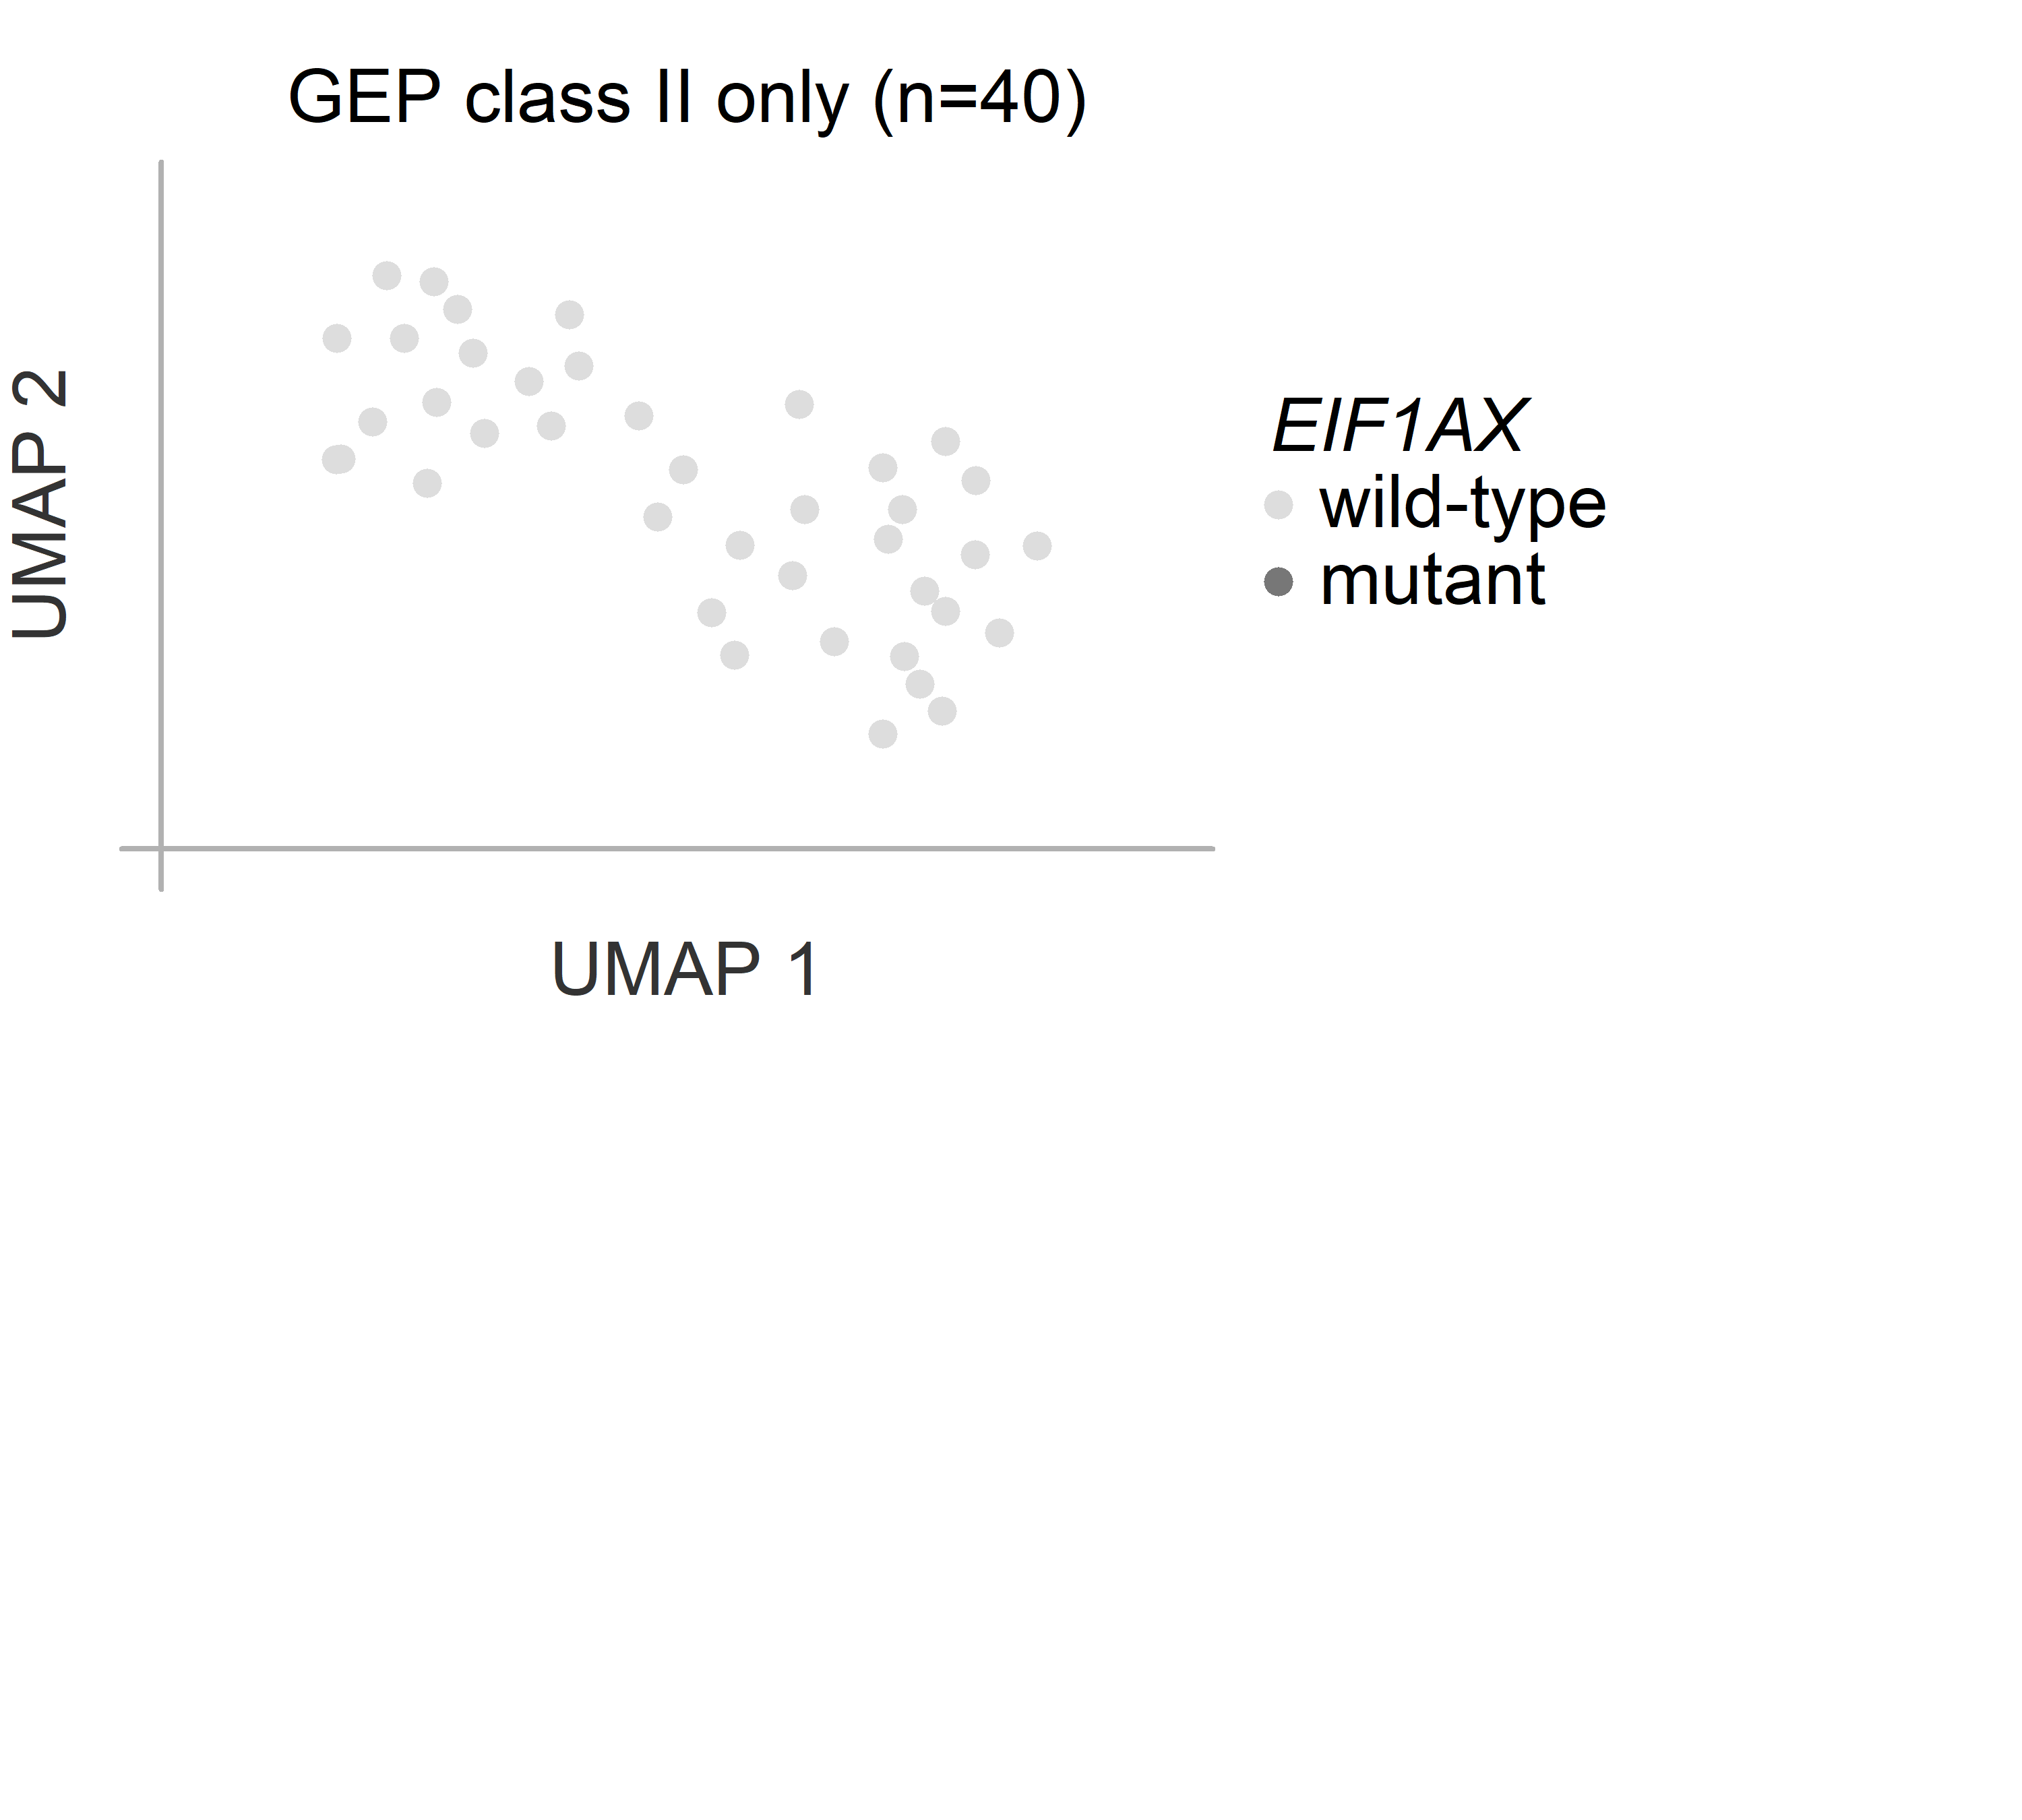 GEP class II only (n=40)
UMAP 2
EIF1AX
wild-type
mutant
UMAP 1